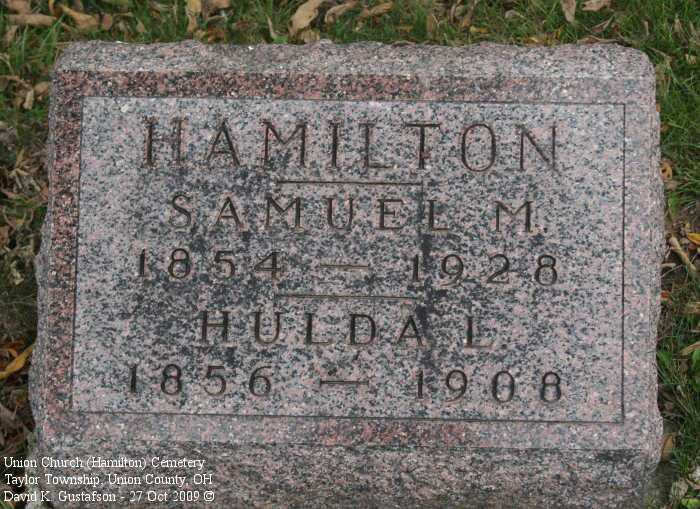 HAMILTON
SAMUEL M.
1854 — 1928
HULDA L.
1856 — 1908
Union Church (Hamilton) Cemetery
Taylor Township, Union County, OH
David K. Gustafson - 27 Oct 2009 ©